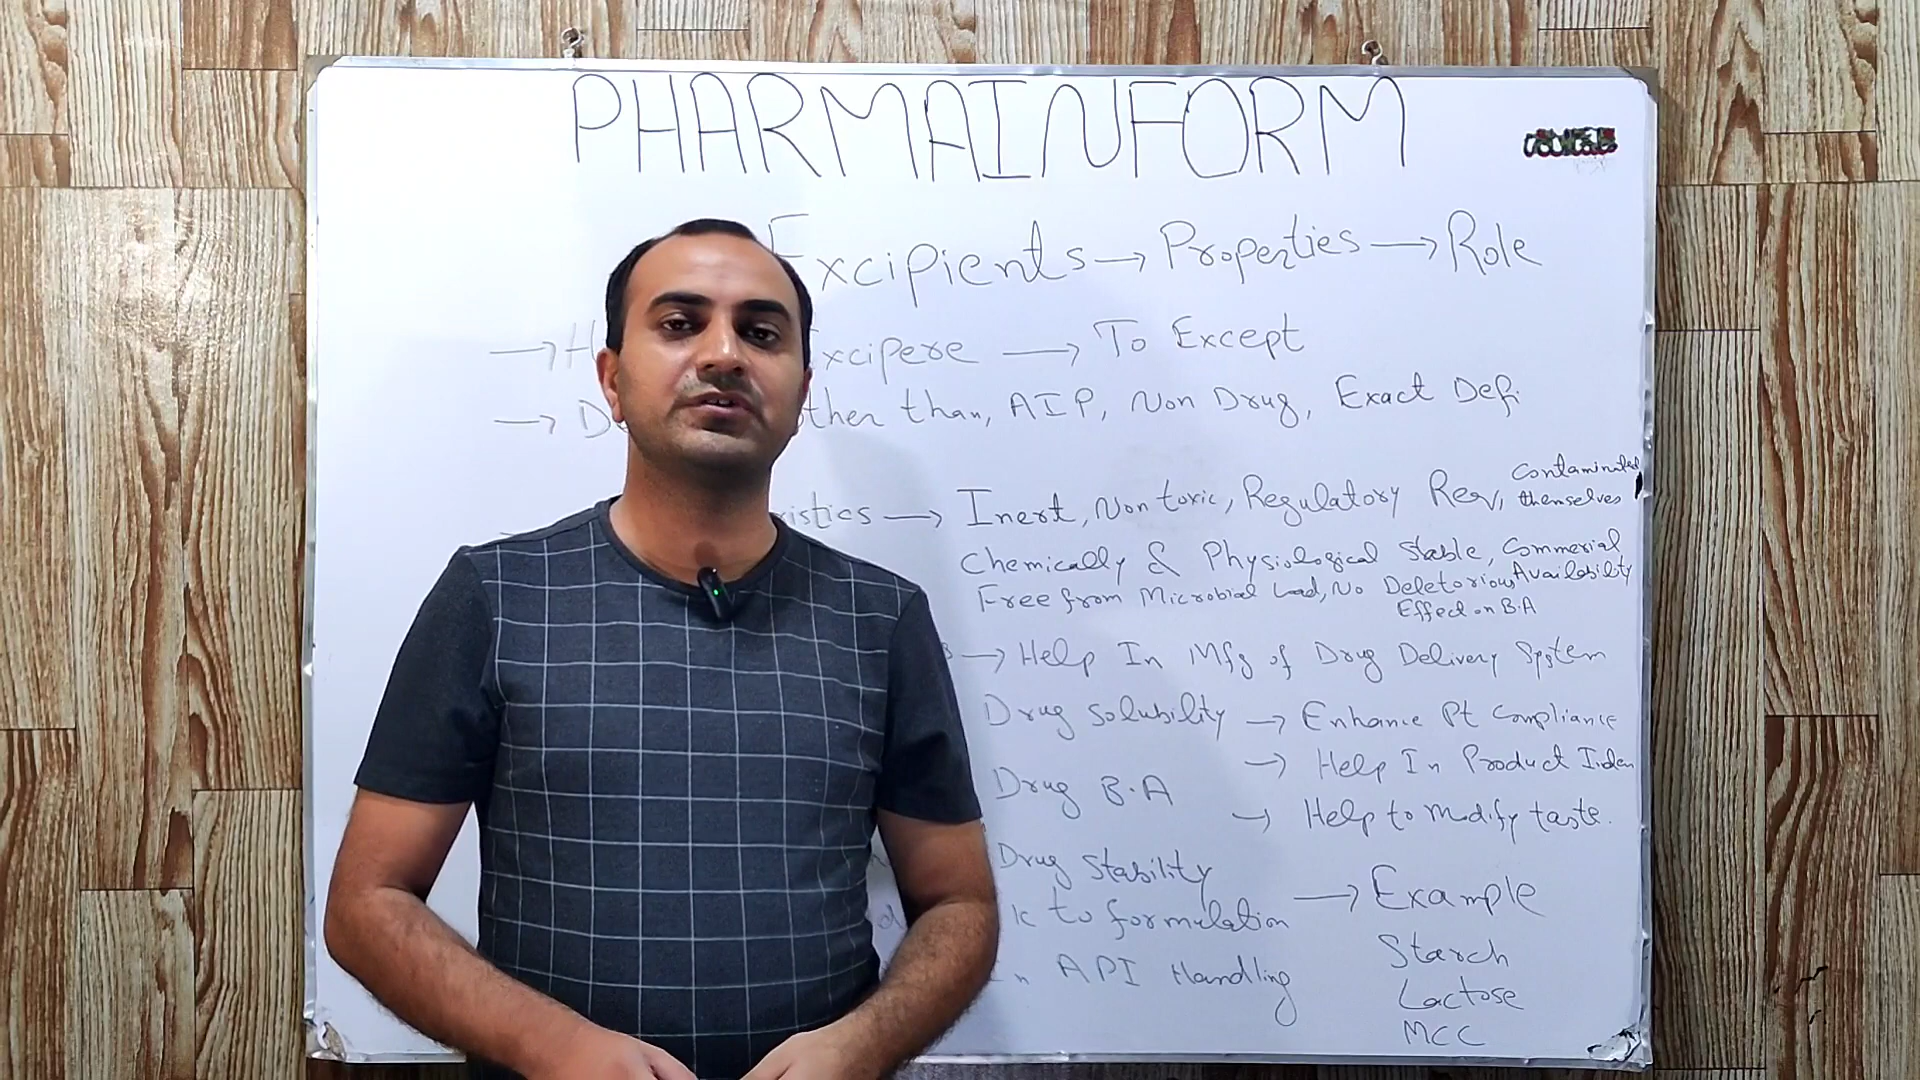 PHARMAINFORM
Excipients → Properties → Role
→ Excipere → To Except
→ other than, AIP, Non Drug, Exact Defi
ristics → Inert, Non toxic, Regulatory Req, Contaminated
themselves
Chemically & Physiological Stable, Commerial
Availability
Free from Microbial Load, No Deletorious
Effect on B.A
→ Help In Mfg of Drug Delivery System
Drug Solubility → Enhance Pt Compliance
→ Help In Product Iden
Drug B.A
→ Help to Modify taste.
Drug Stability
→ Example
k to formulation
Starch
In API Handling
Lactose
MCC